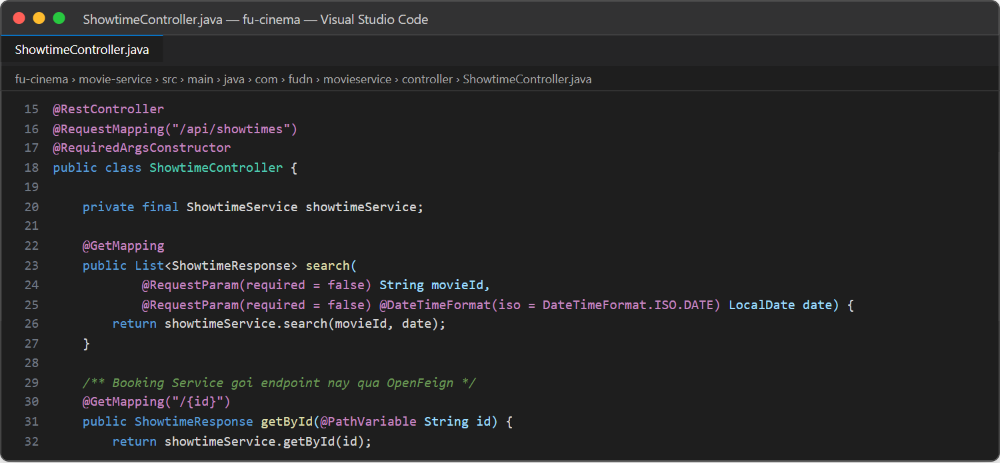 ShowtimeController.java — fu-cinema — Visual Studio Code
ShowtimeController.java
fu-cinema › movie-service › src › main › java › com › fudn › movieservice › controller › ShowtimeController.java
15 @RestController
16 @RequestMapping("/api/showtimes")
17 @RequiredArgsConstructor
18 public class ShowtimeController {
19
20     private final ShowtimeService showtimeService;
21
22     @GetMapping
23     public List<ShowtimeResponse> search(
24             @RequestParam(required = false) String movieId,
25             @RequestParam(required = false) @DateTimeFormat(iso = DateTimeFormat.ISO.DATE) LocalDate date) {
26         return showtimeService.search(movieId, date);
27     }
28
29     /** Booking Service goi endpoint nay qua OpenFeign */
30     @GetMapping("/{id}")
31     public ShowtimeResponse getById(@PathVariable String id) {
32         return showtimeService.getById(id);